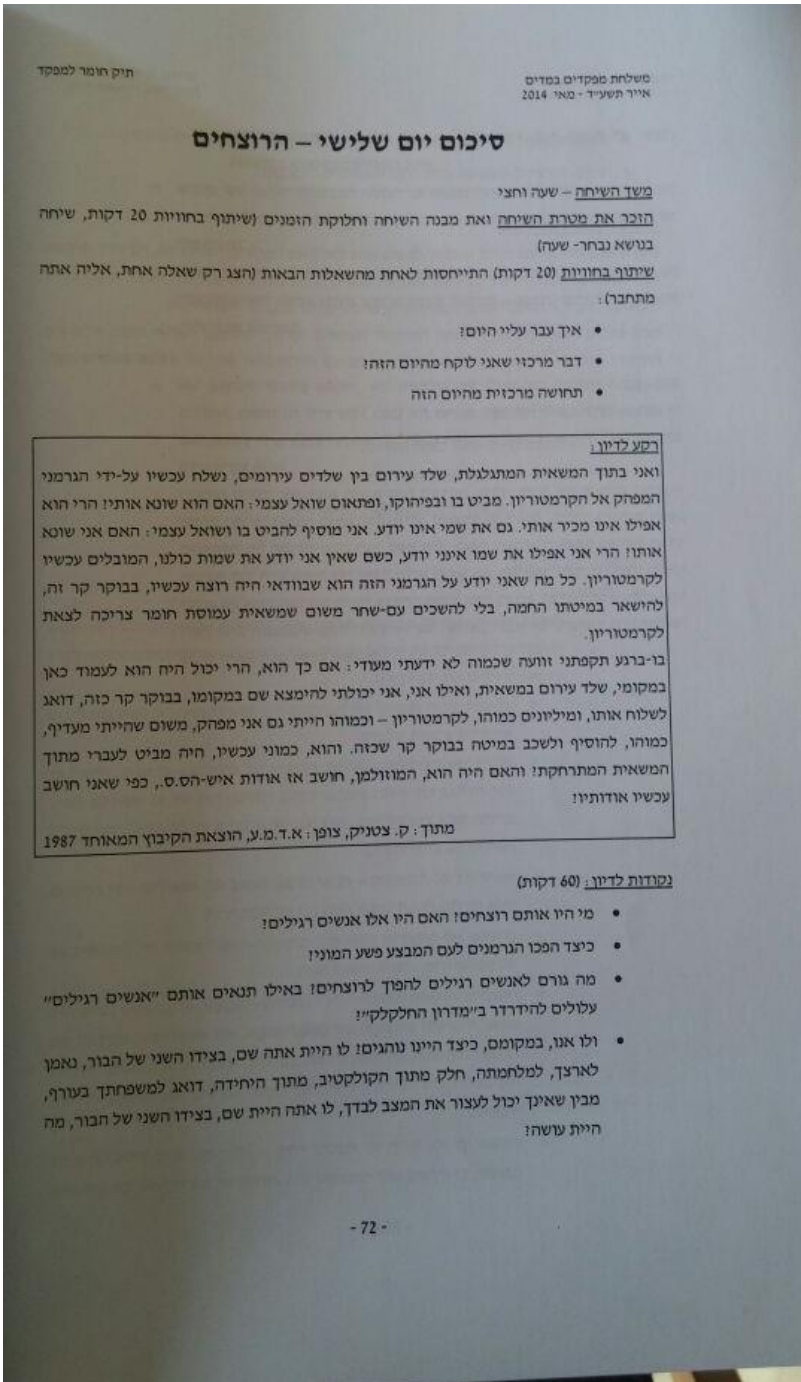 משלחת מפקדים במדים
תיק חומר למפקד
אייר תשע״ד - מאי 2014
סיכום יום שלישי – הרוצחים
משך השיחה – שעה וחצי
הזכר את מטרת השיחה ואת מבנה השיחה וחלוקת הזמנים (שיתוף בחוויות 20 דקות, שיחה
בנושא נבחר- שעה)
שיתוף בחוויות (20 דקות) התייחסות לאחת מהשאלות הבאות (הצג רק שאלה אחת, אליה אתה
מתחבר):
• איך עבר עליי היום?
• דבר מרכזי שאני לוקח מהיום הזה?
• תחושה מרכזית מהיום הזה
רקע לדיון:
ואני בתוך המשאית המתגלגלת, שלד עירום בין שלדים עירומים, נשלח עכשיו על-ידי הגרמני
המפהק אל הקרמטוריון. מביט בו ובפיהוקו, ופתאום שואל עצמי: האם הוא שונא אותי? הרי הוא
אפילו אינו מכיר אותי. גם את שמי אינו יודע. אני מוסיף להביט בו ושואל עצמי: האם אני שונא
אותו? הרי אני אפילו את שמו אינני יודע, כשם שאין אני יודע את שמות כולנו, המובלים עכשיו
לקרמטוריון. כל מה שאני יודע על הגרמני הזה הוא שבוודאי היה רוצה עכשיו, בבוקר קר זה,
להישאר במיטתו החמה, בלי להשכים עם-שחר משום שמשאית עמוסת חומר צריכה לצאת
לקרמטוריון.
בו-ברגע תקפתני זוועה שכמוה לא ידעתי מעודי: אם כך הוא, הרי יכול היה הוא לעמוד כאן
במקומי, שלד עירום במשאית, ואילו אני, אני יכולתי להימצא שם במקומו, בבוקר קר כזה, דואג
לשלוח אותו, ומיליונים כמוהו, לקרמטוריון – וכמוהו הייתי גם אני מפהק, משום שהייתי מעדיף,
כמוהו, להוסיף ולשכב במיטה בבוקר קר שכזה. והוא, כמוני עכשיו, היה מביט לעברי מתוך
המשאית המתרחקת? והאם היה הוא, המוזולמן, חושב אז אודות איש-הס.ס., כפי שאני חושב
עכשיו אודותיו?
מתוך: ק. צטניק, צופן: א.ד.מ.ע, הוצאת הקיבוץ המאוחד 1987
נקודות לדיון: (60 דקות)
• מי היו אותם רוצחים? האם היו אלו אנשים רגילים?
• כיצד הפכו הגרמנים לעם המבצע פשע המוני?
• מה גורם לאנשים רגילים להפוך לרוצחים? באילו תנאים אותם ״אנשים רגילים״
עלולים להידרדר ב״מדרון החלקלק״?
• ולו אנו, במקומם, כיצד היינו נוהגים? לו היית אתה שם, בצידו השני של הבור, נאמן
לארצך, למלחמתה, חלק מתוך הקולקטיב, מתוך היחידה, דואג למשפחתך בעורף,
מבין שאינך יכול לעצור את המצב לבדך, לו אתה היית שם, בצידו השני של הבור, מה
היית עושה?
- 72 -